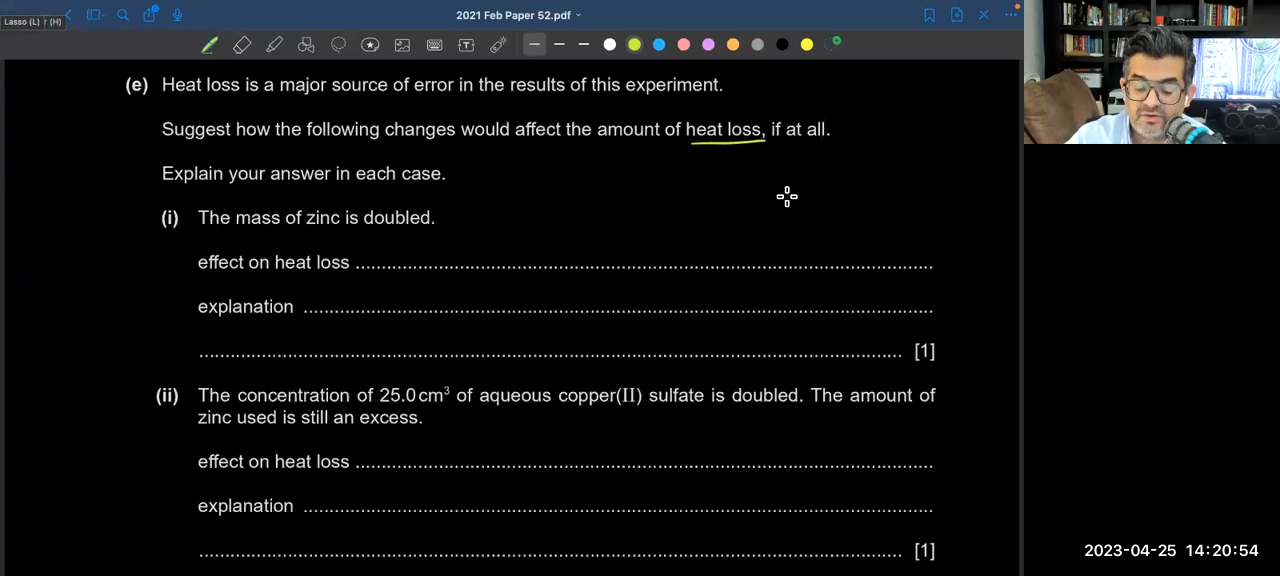 2021 Feb Paper 52.pdf
Lasso (L)
(H)
(e) Heat loss is a major source of error in the results of this experiment.
Suggest how the following changes would affect the amount of heat loss, if at all.
Explain your answer in each case.
(i) The mass of zinc is doubled.
effect on heat loss ..............................................................................................................
explanation ........................................................................................................................
...................................................................................................................................... [1]
(ii) The concentration of 25.0 cm³ of aqueous copper(II) sulfate is doubled. The amount of
zinc used is still an excess.
effect on heat loss ..............................................................................................................
explanation ........................................................................................................................
...................................................................................................................................... [1]
2023-04-25 14:20:54